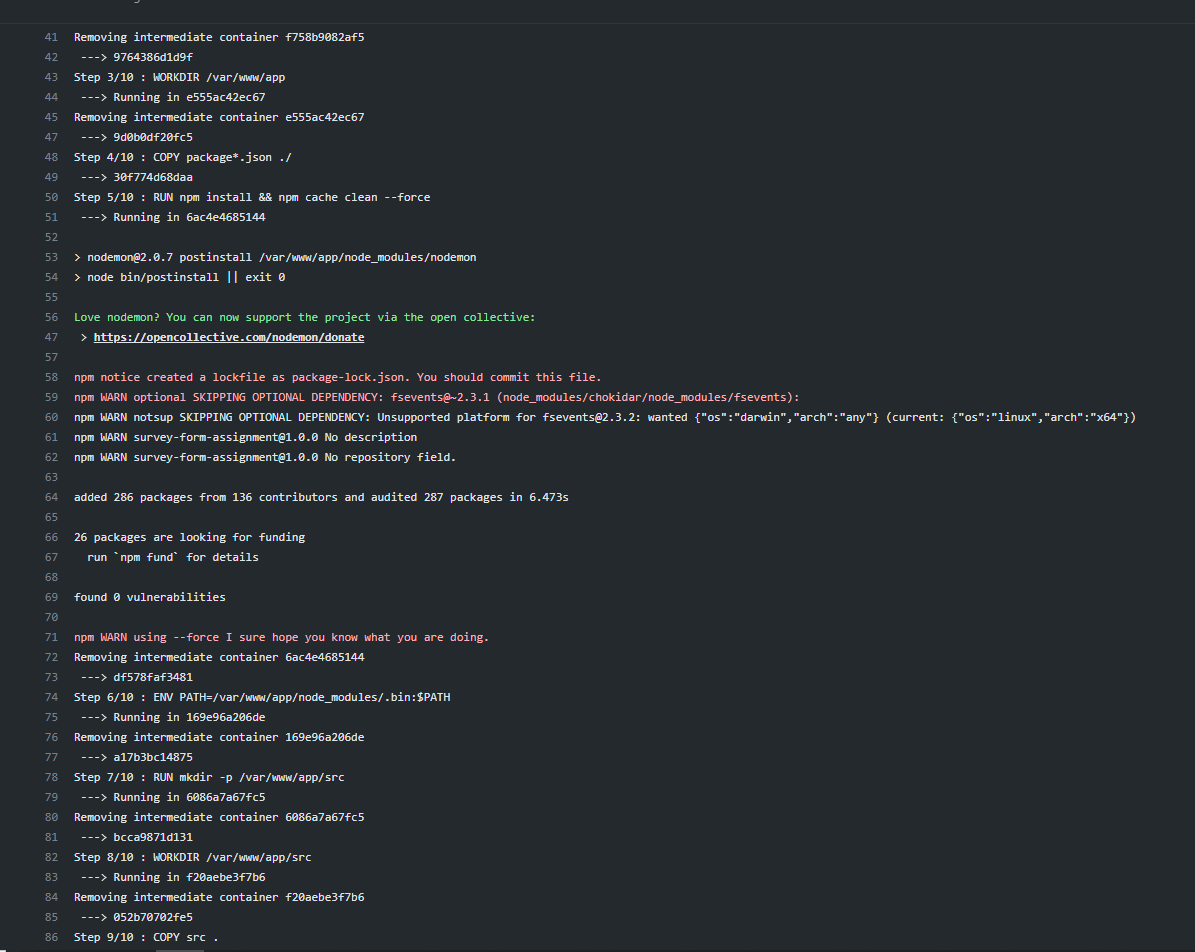 41 Removing intermediate container f758b9082af5
42 ---> 9764386d1d9f
43 Step 3/10 : WORKDIR /var/www/app
44 ---> Running in e555ac42ec67
45 Removing intermediate container e555ac42ec67
47 ---> 9d0b0df20fc5
48 Step 4/10 : COPY package*.json ./
49 ---> 30f774d68daa
50 Step 5/10 : RUN npm install && npm cache clean --force
51 ---> Running in 6ac4e4685144
52
53 > nodemon@2.0.7 postinstall /var/www/app/node_modules/nodemon
54 > node bin/postinstall || exit 0
55
56 Love nodemon? You can now support the project via the open collective:
47 > https://opencollective.com/nodemon/donate
57
58 npm notice created a lockfile as package-lock.json. You should commit this file.
59 npm WARN optional SKIPPING OPTIONAL DEPENDENCY: fsevents@~2.3.1 (node_modules/chokidar/node_modules/fsevents):
60 npm WARN notsup SKIPPING OPTIONAL DEPENDENCY: Unsupported platform for fsevents@2.3.2: wanted {"os":"darwin","arch":"any"} (current: {"os":"linux","arch":"x64"})
61 npm WARN survey-form-assignment@1.0.0 No description
62 npm WARN survey-form-assignment@1.0.0 No repository field.
63
64 added 286 packages from 136 contributors and audited 287 packages in 6.473s
65
66 26 packages are looking for funding
67 run `npm fund` for details
68
69 found 0 vulnerabilities
70
71 npm WARN using --force I sure hope you know what you are doing.
72 Removing intermediate container 6ac4e4685144
73 ---> df578faf3481
74 Step 6/10 : ENV PATH=/var/www/app/node_modules/.bin:$PATH
75 ---> Running in 169e96a206de
76 Removing intermediate container 169e96a206de
77 ---> a17b3bc14875
78 Step 7/10 : RUN mkdir -p /var/www/app/src
79 ---> Running in 6086a7a67fc5
80 Removing intermediate container 6086a7a67fc5
81 ---> bcca9871d131
82 Step 8/10 : WORKDIR /var/www/app/src
83 ---> Running in f20aebe3f7b6
84 Removing intermediate container f20aebe3f7b6
85 ---> 052b70702fe5
86 Step 9/10 : COPY src .